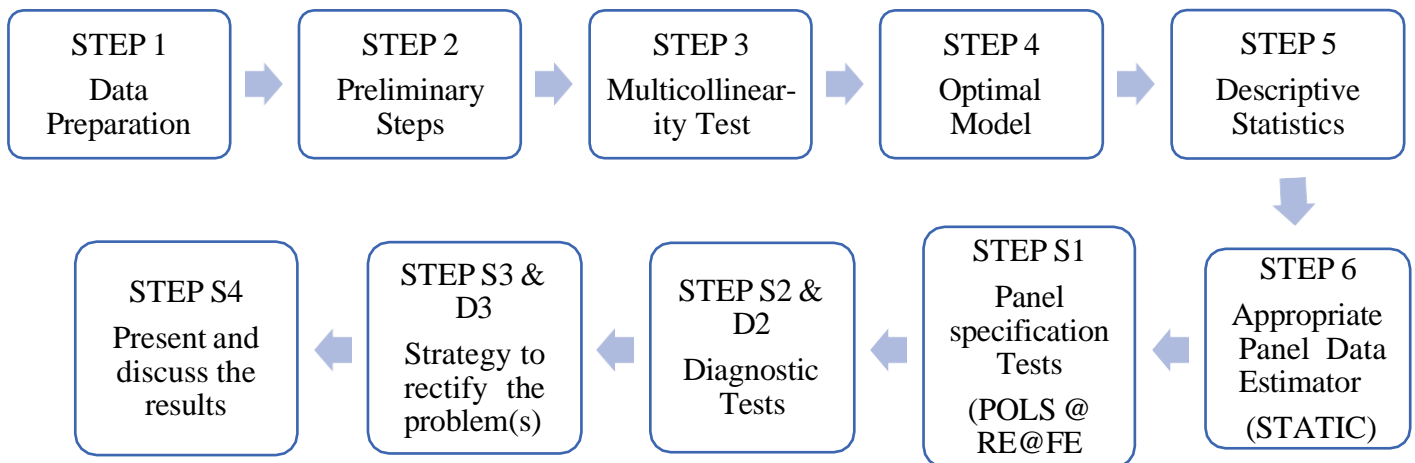 STEP 1
Data
Preparation
STEP 2
Preliminary
Steps
STEP 3
Multicollinear-
ity Test
STEP 4
Optimal
Model
STEP 5
Descriptive
Statistics
STEP 6
Appropriate
Panel Data
Estimator
(STATIC)
STEP S1
Panel
specification
Tests
(POLS @
RE@FE
STEP S2 &
D2
Diagnostic
Tests
STEP S3 &
D3
Strategy to
rectify the
problem(s)
STEP S4
Present and
discuss the
results